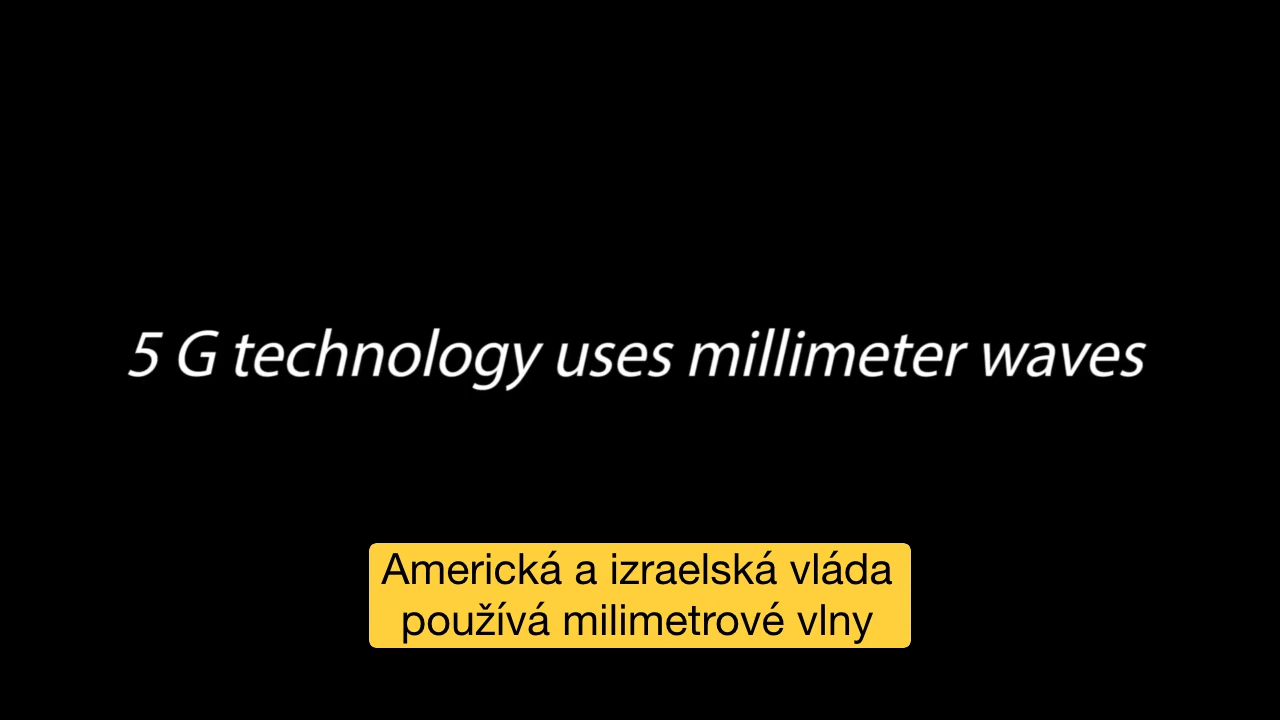 5 G technology uses millimeter waves
Americká a izraelská vláda
používá milimetrové vlny